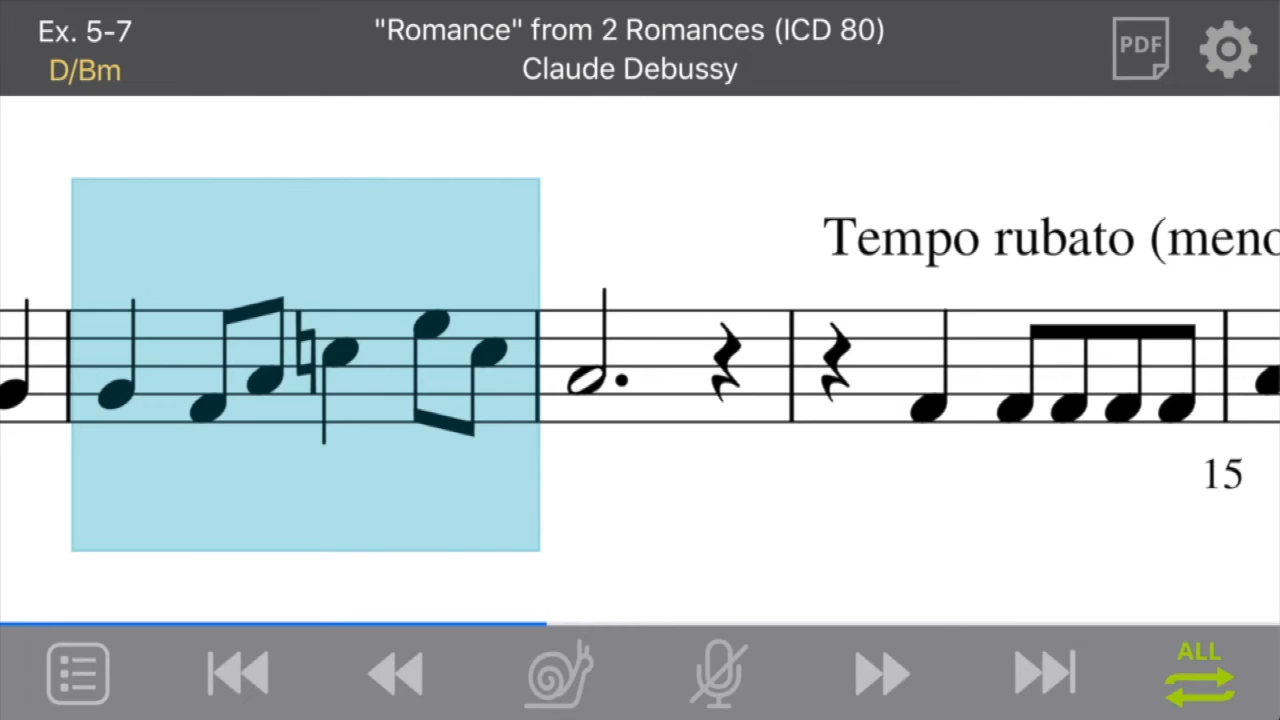 Ex. 5-7
D/Bm
"Romance" from 2 Romances (ICD 80)
Claude Debussy
PDF
Tempo rubato (meno
15
ALL